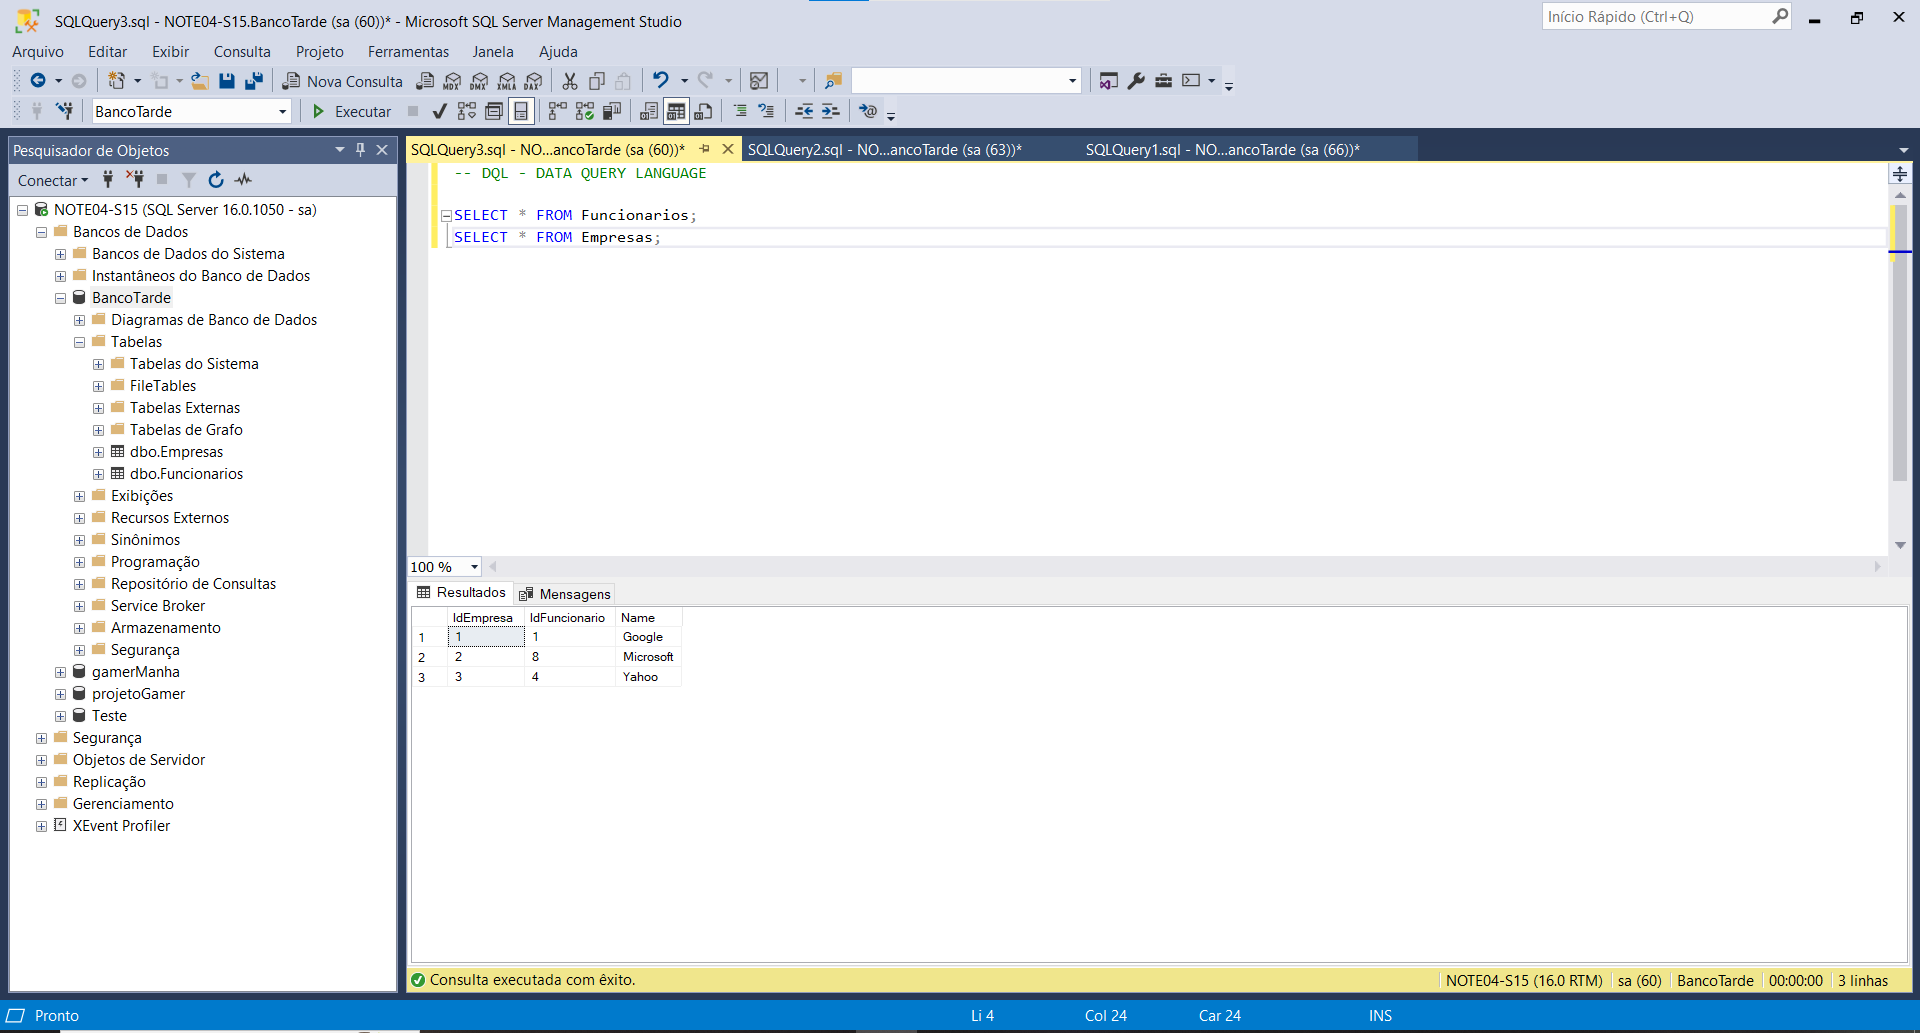 SQLQuery3.sql - NOTE04-S15.BancoTarde (sa (60))* - Microsoft SQL Server Management Studio
Início Rápido (Ctrl+Q)
Arquivo Editar Exibir Consulta Projeto Ferramentas Janela Ajuda
Nova Consulta MDX DMX XMLA DAX
BancoTarde Executar
Pesquisador de Objetos
Conectar
NOTE04-S15 (SQL Server 16.0.1050 - sa)
Bancos de Dados
Bancos de Dados do Sistema
Instantâneos do Banco de Dados
BancoTarde
Diagramas de Banco de Dados
Tabelas
Tabelas do Sistema
FileTables
Tabelas Externas
Tabelas de Grafo
dbo.Empresas
dbo.Funcionarios
Exibições
Recursos Externos
Sinônimos
Programação
Repositório de Consultas
Service Broker
Armazenamento
Segurança
gamerManha
projetoGamer
Teste
Segurança
Objetos de Servidor
Replicação
Gerenciamento
XEvent Profiler
SQLQuery3.sql - NO...ancoTarde (sa (60))* SQLQuery2.sql - NO...ancoTarde (sa (63))* SQLQuery1.sql - NO...ancoTarde (sa (66))*
-- DQL - DATA QUERY LANGUAGE
SELECT * FROM Funcionarios;
SELECT * FROM Empresas;
100 %
Resultados Mensagens
IdEmpresa IdFuncionario Name
1 1 1 Google
2 2 8 Microsoft
3 3 4 Yahoo
Consulta executada com êxito. NOTE04-S15 (16.0 RTM) sa (60) BancoTarde 00:00:00 3 linhas
Pronto Li 4 Col 24 Car 24 INS